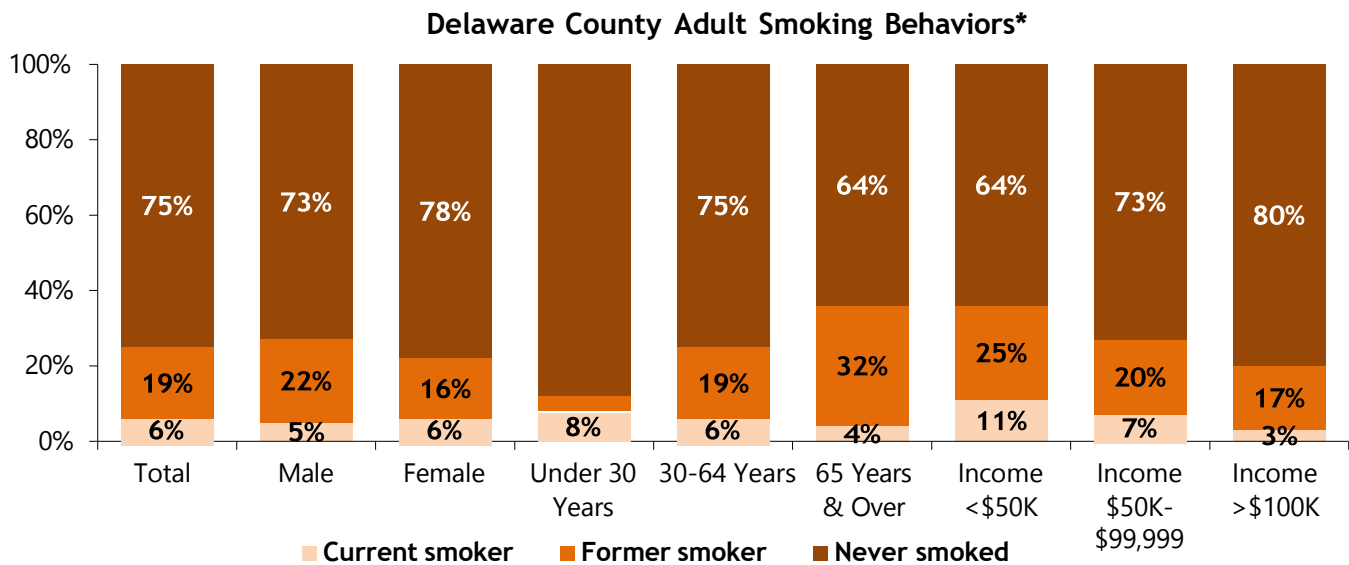 Delaware County Adult Smoking Behaviors*
100%
80%
60%
40%
20%
0%
75%
73%
78%
75%
64%
64%
73%
80%
19%
22%
16%
19%
32%
25%
20%
17%
6%
5%
6%
8%
6%
4%
11%
7%
3%
Total
Male
Female
Under 30
Years
30-64 Years
65 Years
& Over
Income
<$50K
Income
$50K-
$99,999
Income
>$100K
Current smoker
Former smoker
Never smoked